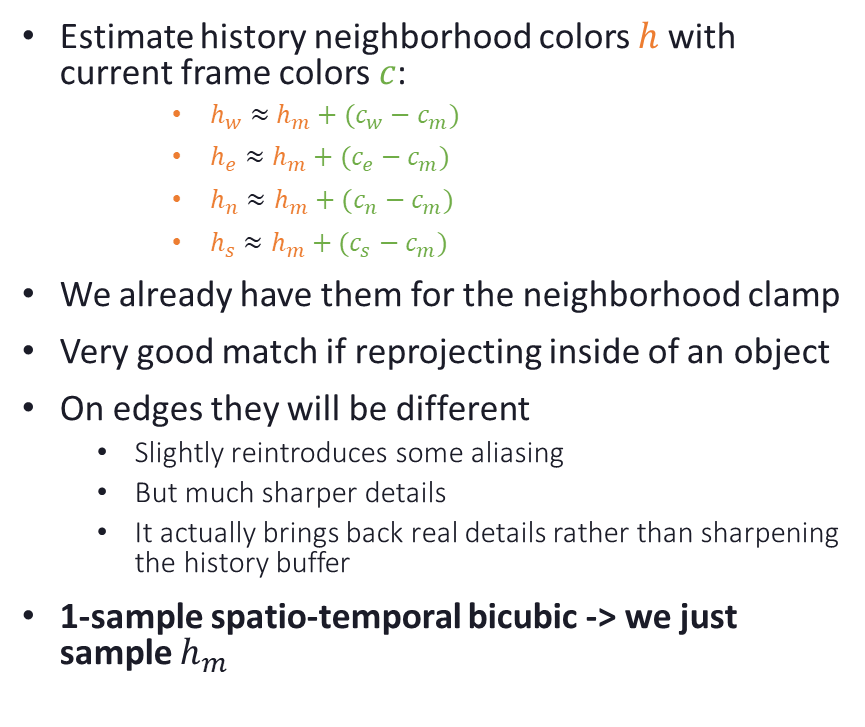 • Estimate history neighborhood colors h with
current frame colors c:
• h_w ≈ h_m + (c_w − c_m)
• h_e ≈ h_m + (c_e − c_m)
• h_n ≈ h_m + (c_n − c_m)
• h_s ≈ h_m + (c_s − c_m)
• We already have them for the neighborhood clamp
• Very good match if reprojecting inside of an object
• On edges they will be different
• Slightly reintroduces some aliasing
• But much sharper details
• It actually brings back real details rather than sharpening
the history buffer
• 1-sample spatio-temporal bicubic -> we just
sample h_m